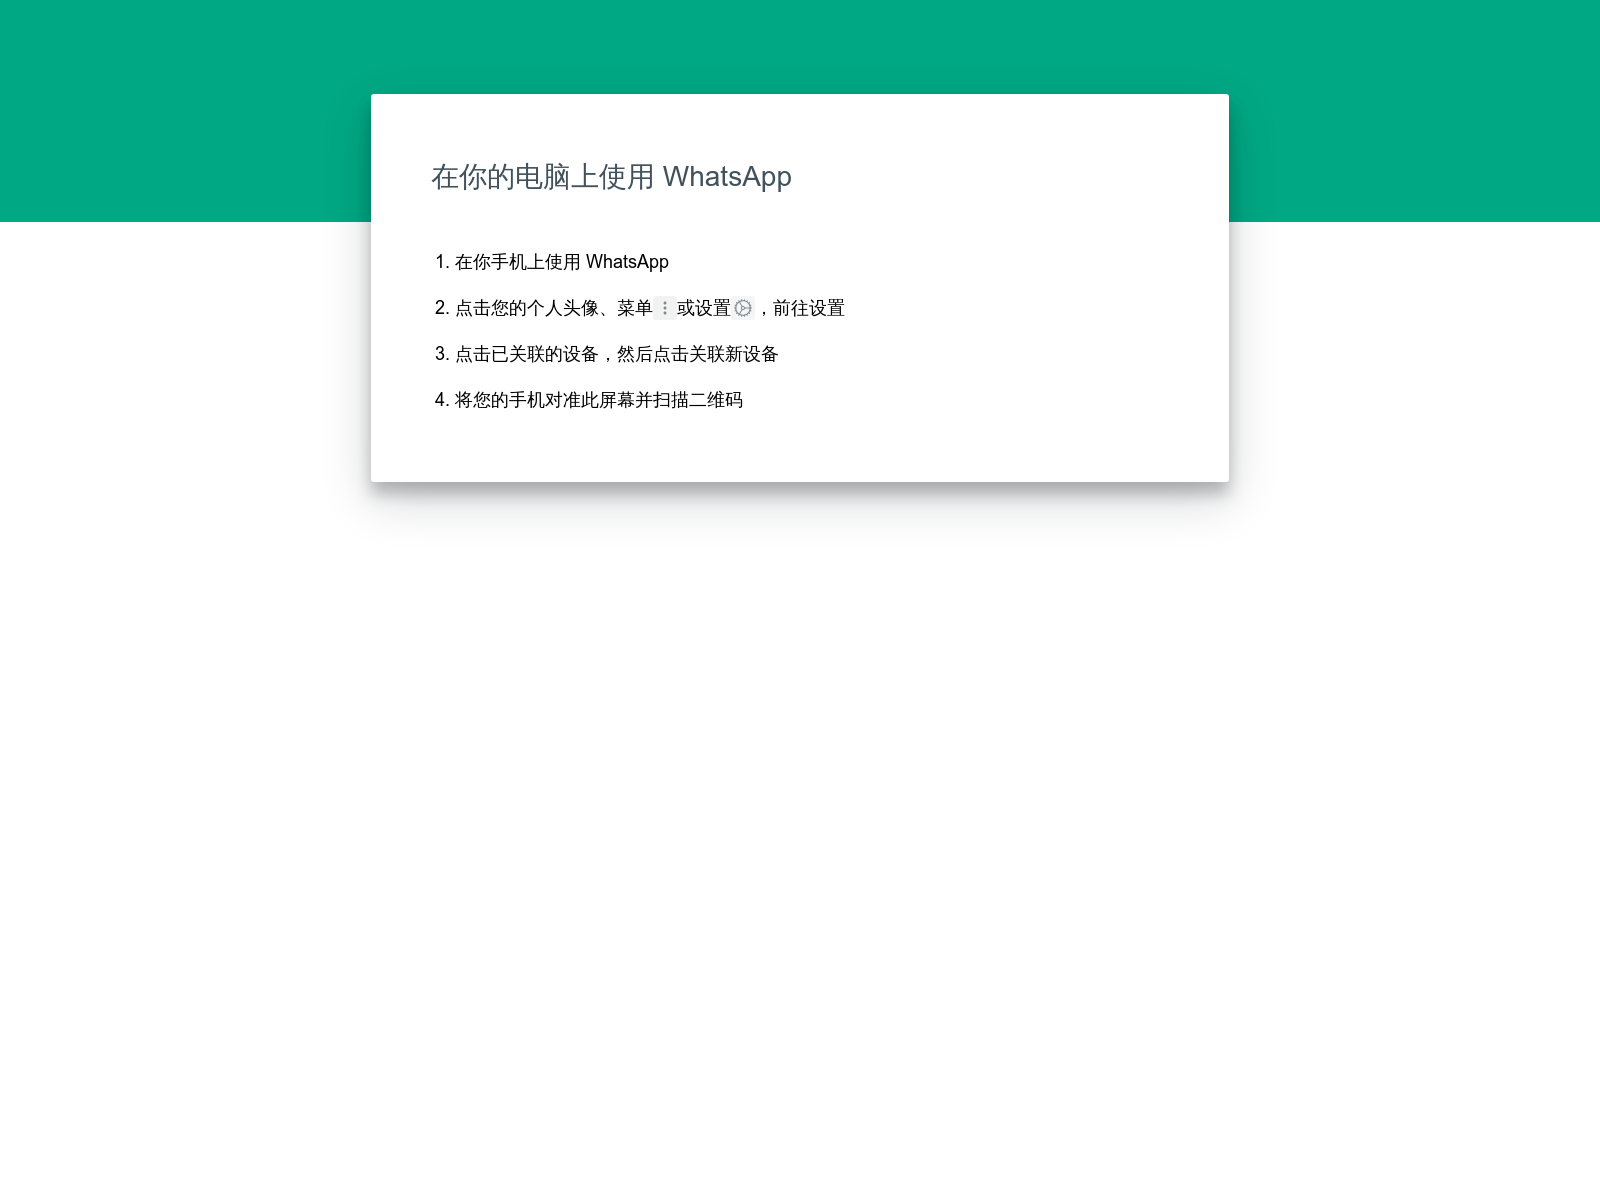 在你的电脑上使用 WhatsApp
1. 在你手机上使用 WhatsApp
2. 点击您的个人头像、菜单或设置，前往设置
3. 点击已关联的设备，然后点击关联新设备
4. 将您的手机对准此屏幕并扫描二维码